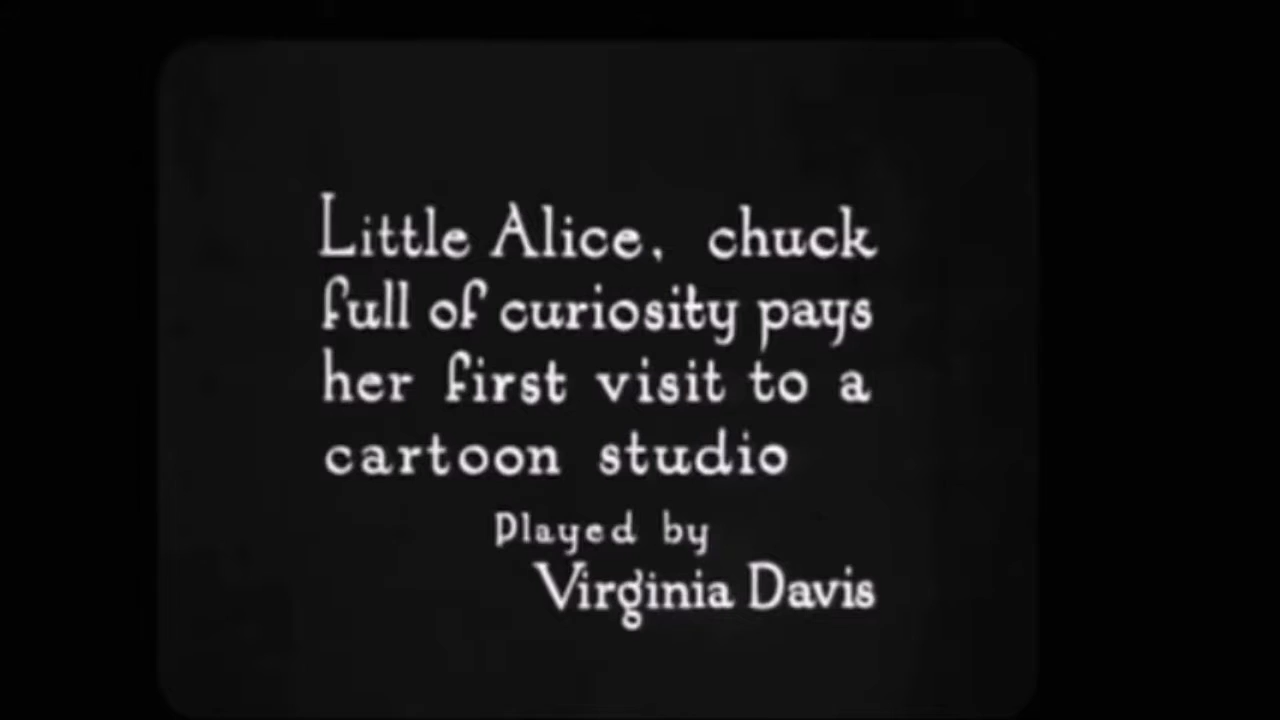 Little Alice, chuck
full of curiosity pays
her first visit to a
cartoon studio
Played by
Virginia Davis